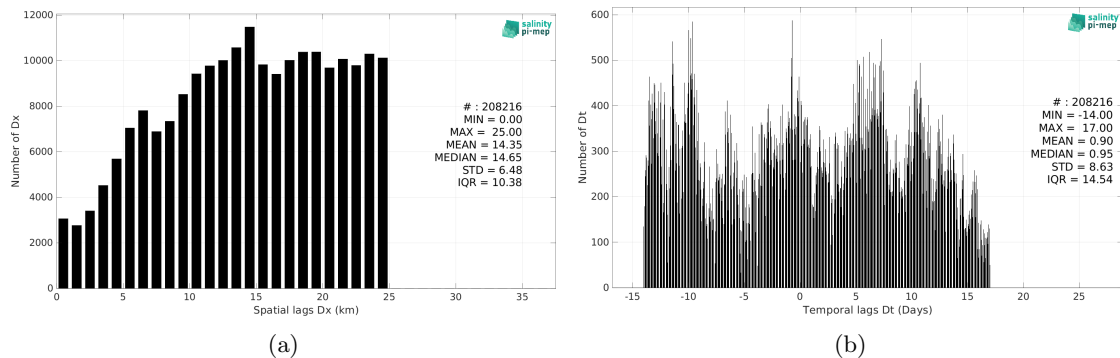 12000
10000
8000
6000
4000
2000
0
Number of Dx
0 5 10 15 20 25 30 35
Spatial lags Dx (km)
salinity
pi-mep
# : 208216
MIN = 0.00
MAX = 25.00
MEAN = 14.35
MEDIAN = 14.65
STD = 6.48
IQR = 10.38
(a)
600
500
400
300
200
100
0
Number of Dt
-15 -10 -5 0 5 10 15 20 25
Temporal lags Dt (Days)
salinity
pi-mep
# : 208216
MIN = -14.00
MAX = 17.00
MEAN = 0.90
MEDIAN = 0.95
STD = 8.63
IQR = 14.54
(b)